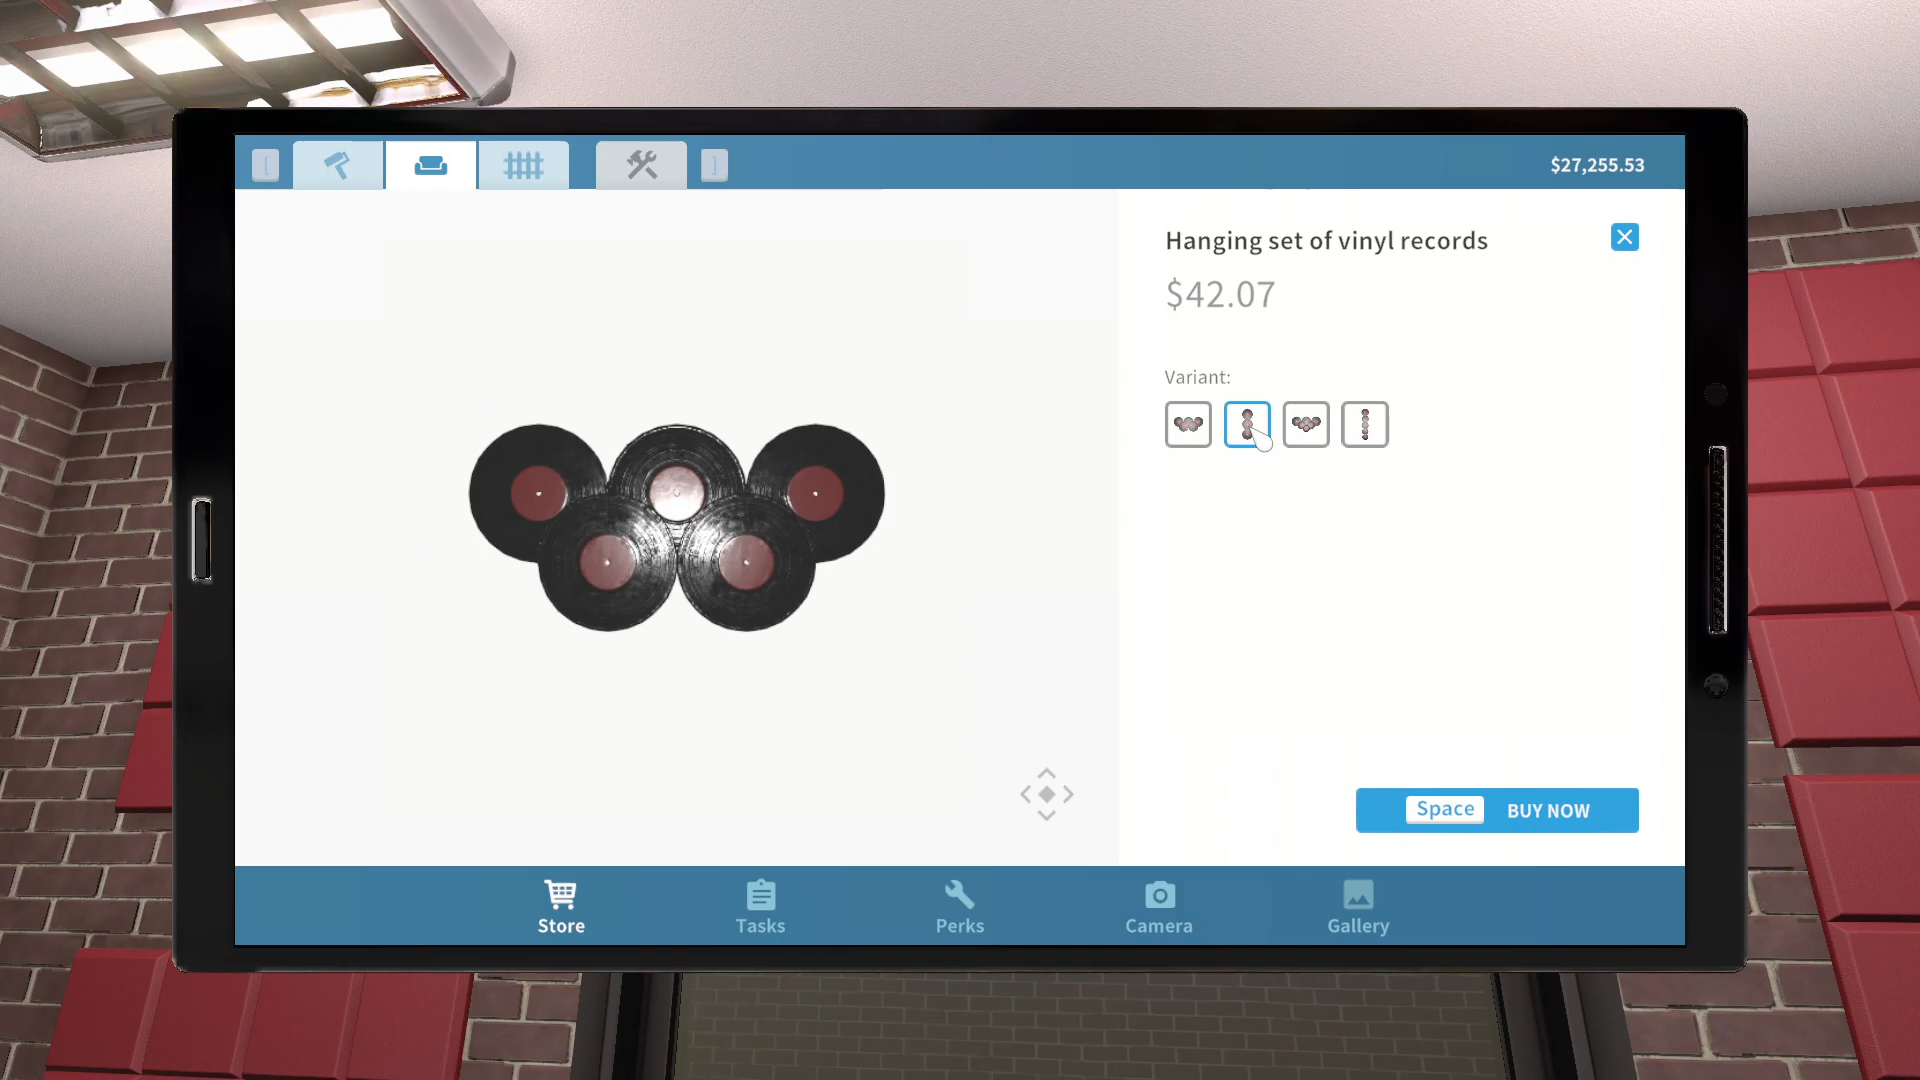 [
]
$27,255.53
Hanging set of vinyl records
$42.07
Variant:
Space BUY NOW
Store
Tasks
Perks
Camera
Gallery